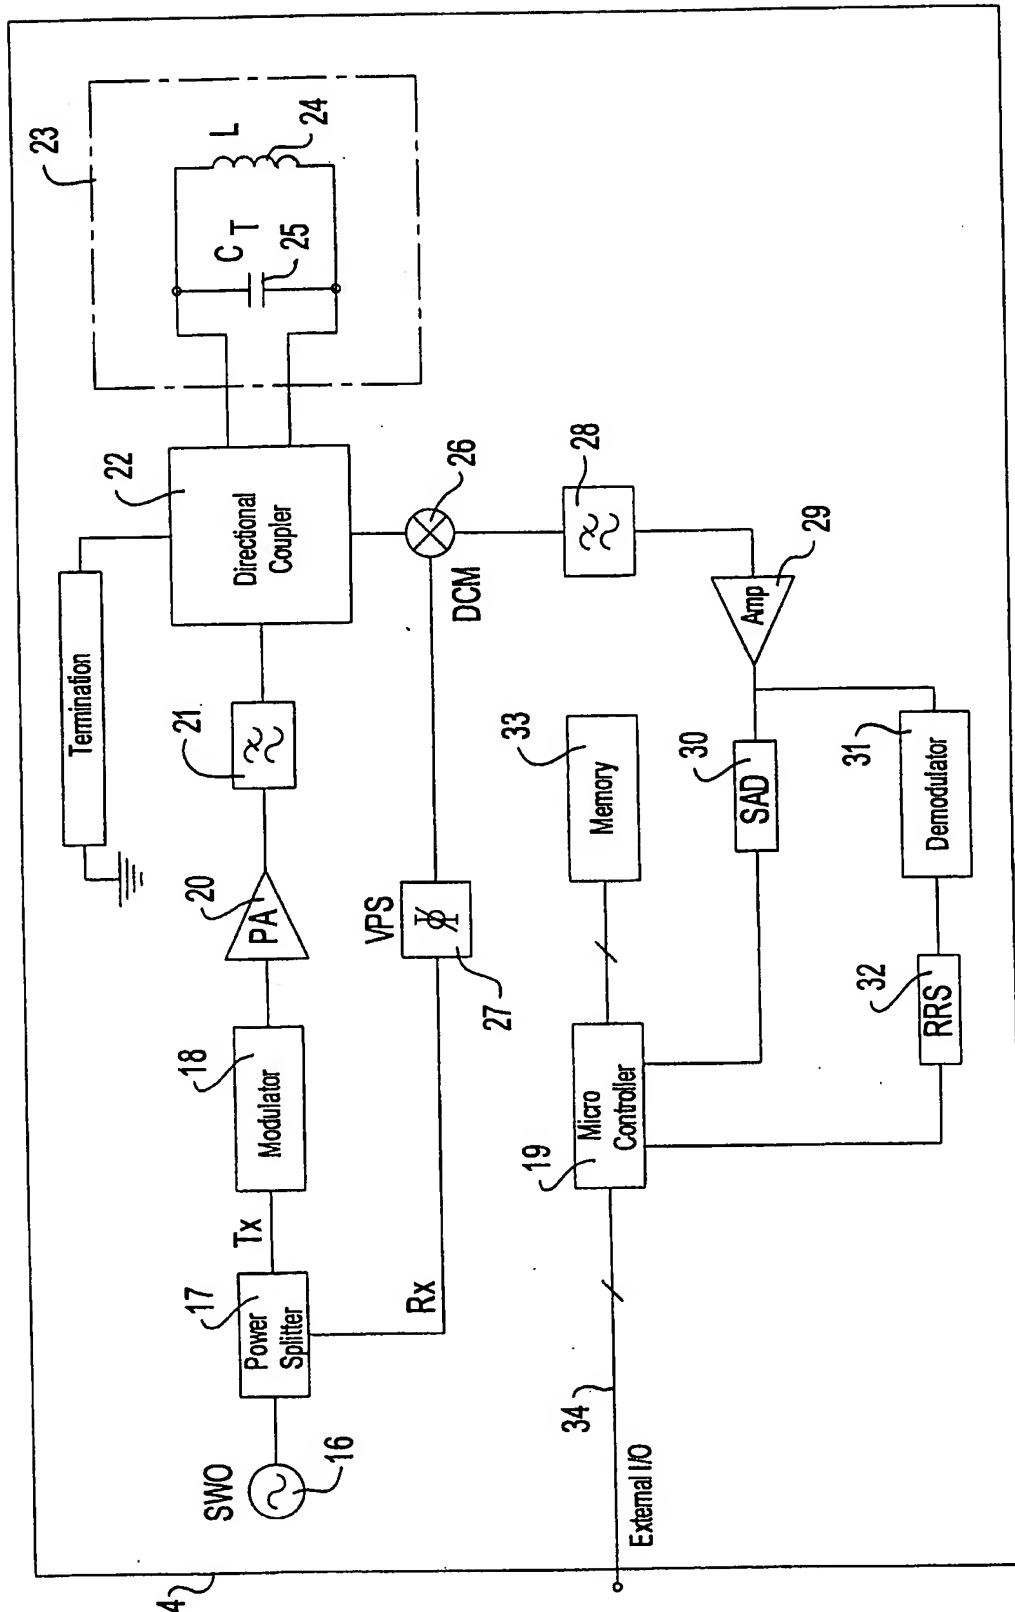 4
SWO
16
Power
Splitter
17
Tx
Rx
Modulator
18
PA
20
21
Termination
Directional
Coupler
22
23
L
24
C T
25
VPS
27
DCM
26
28
Amp
29
SAD
30
Demodulator
31
RRS
32
Memory
33
Micro
Controller
19
34
External I/O